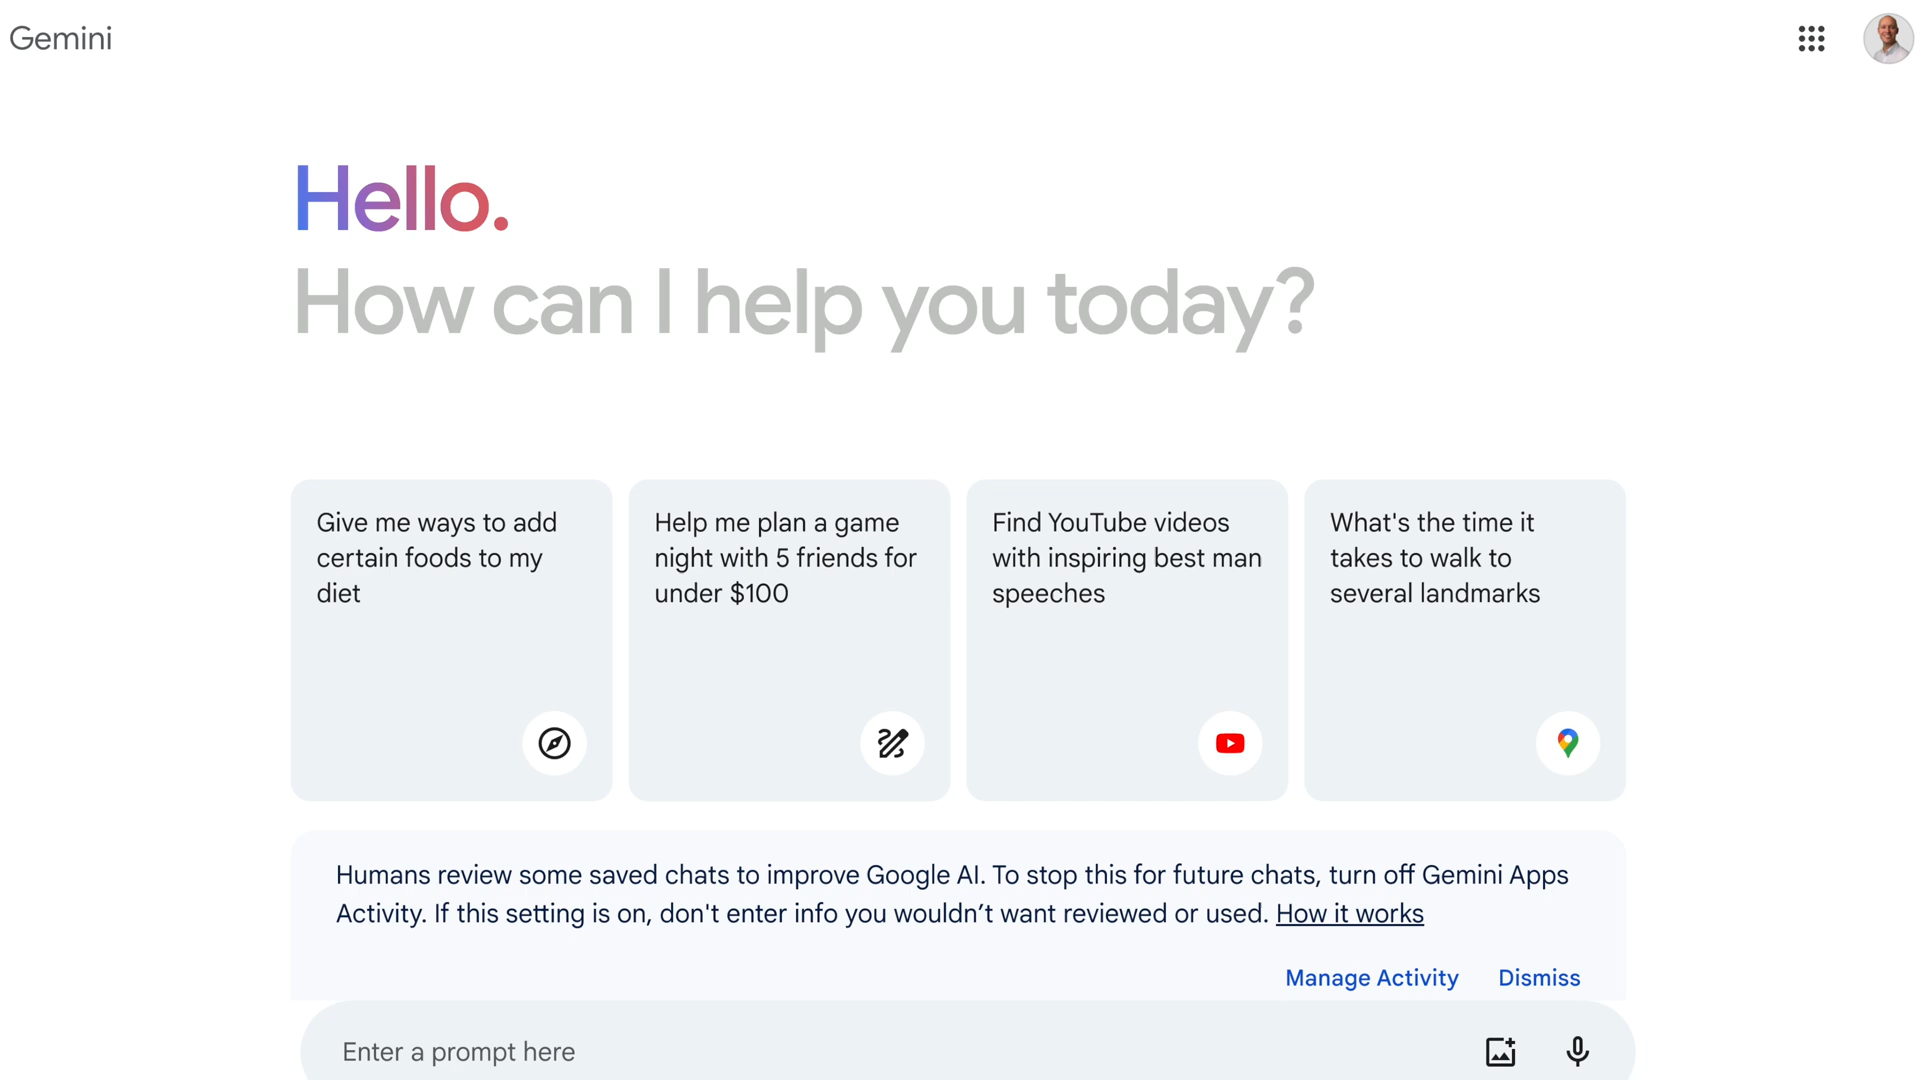 Gemini
Hello.
How can I help you today?
Give me ways to add
certain foods to my
diet
Help me plan a game
night with 5 friends for
under $100
Find YouTube videos
with inspiring best man
speeches
What's the time it
takes to walk to
several landmarks
Humans review some saved chats to improve Google AI. To stop this for future chats, turn off Gemini Apps
Activity. If this setting is on, don't enter info you wouldn’t want reviewed or used. How it works
Manage Activity Dismiss
Enter a prompt here